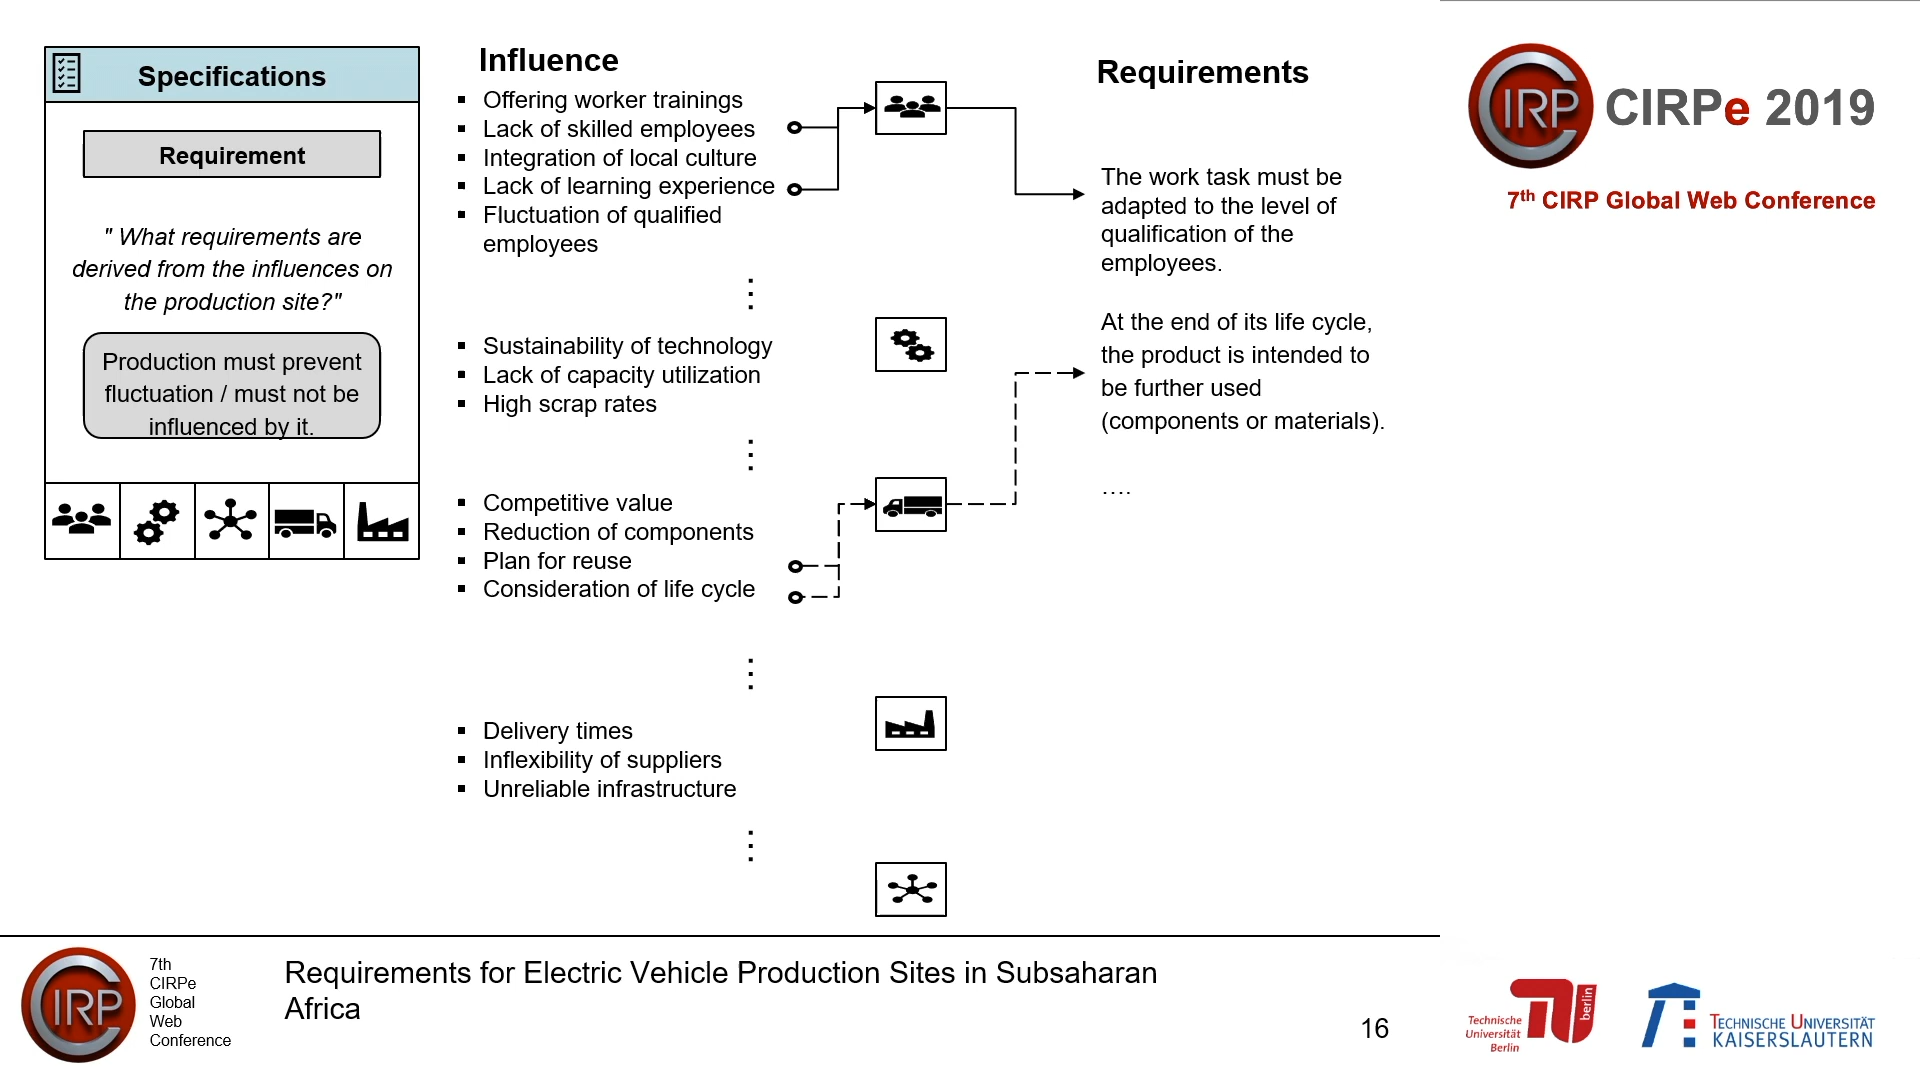 Specifications
Requirement
" What requirements are
derived from the influences on
the production site?"
Production must prevent
fluctuation / must not be
influenced by it.
Influence
▪ Offering worker trainings
▪ Lack of skilled employees
▪ Integration of local culture
▪ Lack of learning experience
▪ Fluctuation of qualified
employees
⋮
▪ Sustainability of technology
▪ Lack of capacity utilization
▪ High scrap rates
⋮
▪ Competitive value
▪ Reduction of components
▪ Plan for reuse
▪ Consideration of life cycle
⋮
▪ Delivery times
▪ Inflexibility of suppliers
▪ Unreliable infrastructure
⋮
Requirements
The work task must be
adapted to the level of
qualification of the
employees.
At the end of its life cycle,
the product is intended to
be further used
(components or materials).
....
CIRP
CIRPe 2019
7th CIRP Global Web Conference
CIRP
7th
CIRPe
Global
Web
Conference
Requirements for Electric Vehicle Production Sites in Subsaharan
Africa
16
Technische
Universität
Berlin
berlin
TECHNISCHE UNIVERSITÄT
KAISERSLAUTERN